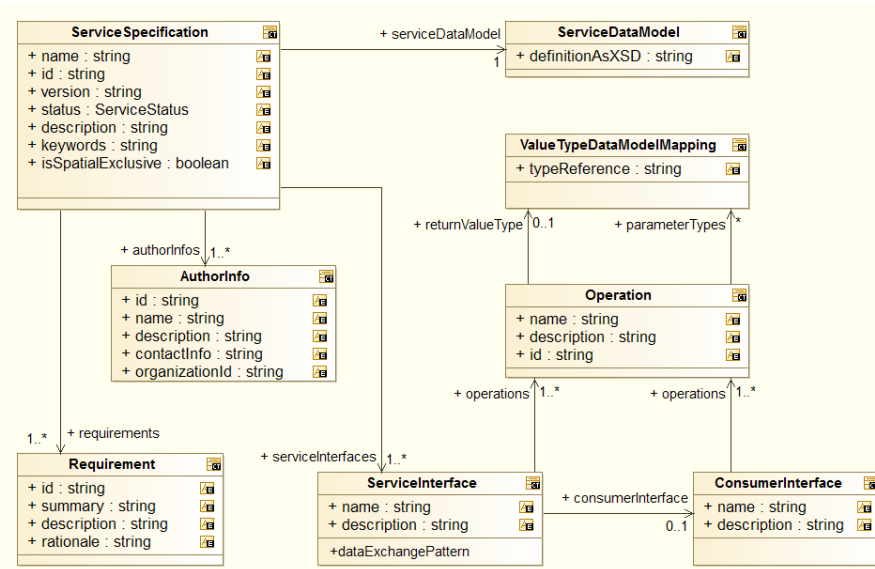 ServiceSpecification
+ name : string
+ id : string
+ version : string
+ status : ServiceStatus
+ description : string
+ keywords : string
+ isSpatialExclusive : boolean
+ serviceDataModel
1
ServiceDataModel
+ definitionAsXSD : string
ValueTypeDataModelMapping
+ typeReference : string
+ returnValueType
0..1
+ parameterTypes
*
+ authorInfos
1..*
AuthorInfo
+ id : string
+ name : string
+ description : string
+ contactInfo : string
+ organizationId : string
Operation
+ name : string
+ description : string
+ id : string
+ operations
1..*
+ operations
1..*
+ requirements
1..*
Requirement
+ id : string
+ summary : string
+ description : string
+ rationale : string
+ serviceInterfaces
1..*
ServiceInterface
+ name : string
+ description : string
+dataExchangePattern
+ consumerInterface
0..1
ConsumerInterface
+ name : string
+ description : string